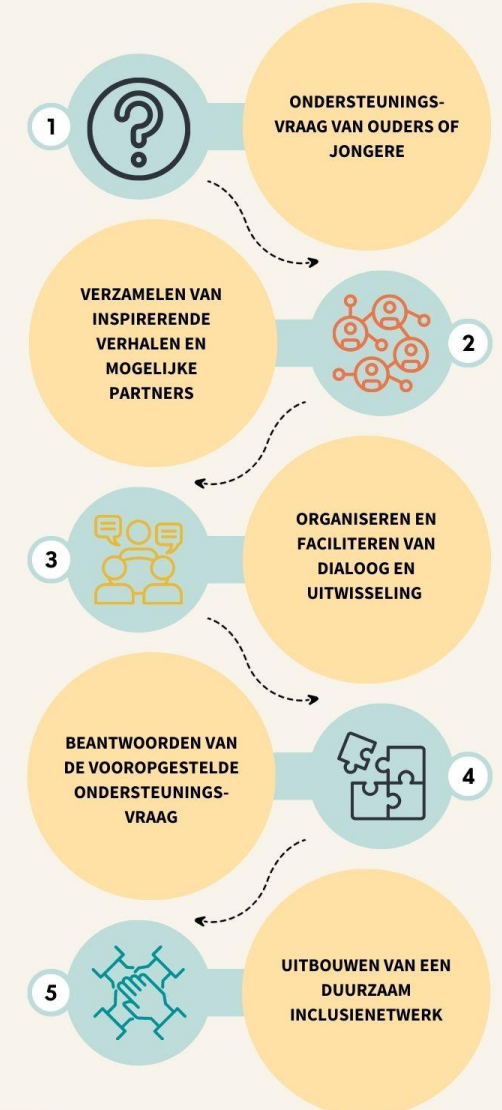 1
ONDERSTEUNINGS-
VRAAG VAN OUDERS OF
JONGERE
VERZAMELEN VAN
INSPIRERENDE
VERHALEN EN
MOGELIJKE
PARTNERS
2
3
ORGANISEREN EN
FACILITEREN VAN
DIALOOG EN
UITWISSELING
BEANTWOORDEN VAN
DE VOOROPGESTELDE
ONDERSTEUNINGS-
VRAAG
4
5
UITBOUWEN VAN EEN
DUURZAAM
INCLUSIENETWERK